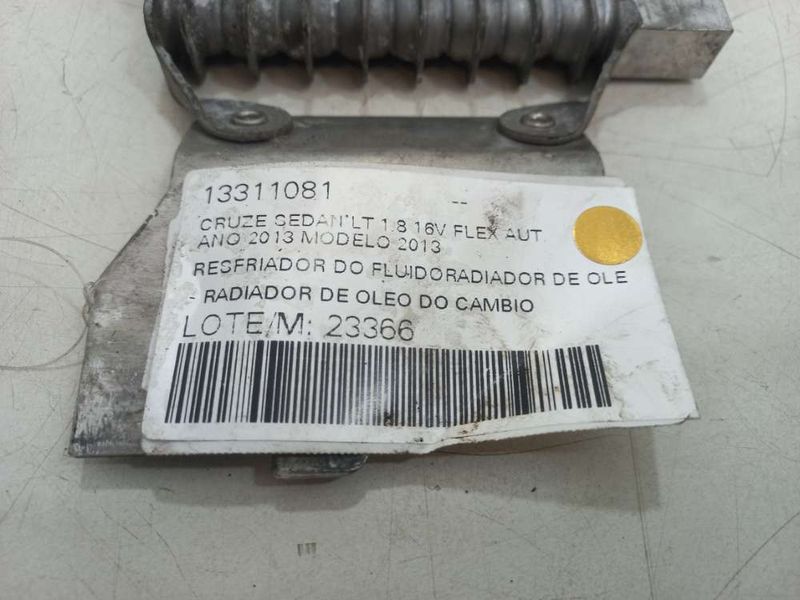 13311081 --
CRUZE SEDAN LT 1.8 16V FLEX AUT
ANO 2013 MODELO 2013
RESFRIADOR DO FLUIDORADIADOR DE OLE
- RADIADOR DE OLEO DO CAMBIO
LOTE/M: 23366